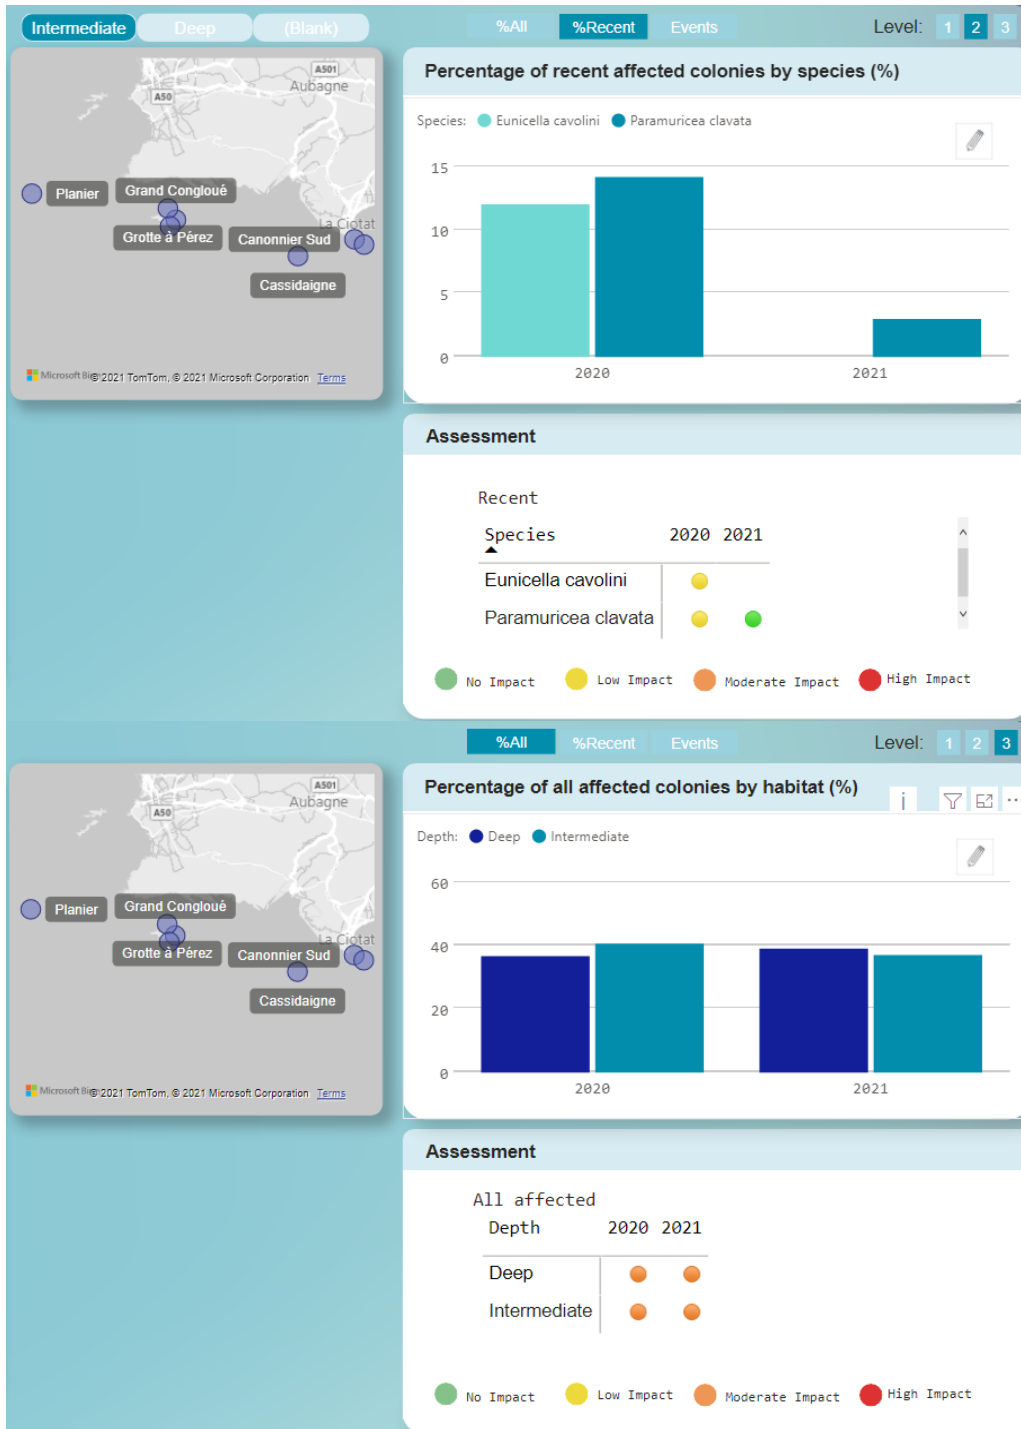 Intermediate Deep (Blank)
%All %Recent Events
Level: 1 2 3
A501
Aubagne
A50
Planier
Grand Congloué
La Ciotat
Grotte à Pérez
Canonnier Sud
Cassidaigne
Microsoft Bi
© 2021 TomTom, © 2021 Microsoft Corporation Terms
Percentage of recent affected colonies by species (%)
Species: Eunicella cavolini Paramuricea clavata
15
10
5
0
2020 2021
Assessment
Recent
Species 2020 2021
Eunicella cavolini
Paramuricea clavata
No Impact Low Impact Moderate Impact High Impact
%All %Recent Events
Level: 1 2 3
A501
Aubagne
A50
Planier
Grand Congloué
La Ciotat
Grotte à Pérez
Canonnier Sud
Cassidaigne
Microsoft Bi
© 2021 TomTom, © 2021 Microsoft Corporation Terms
Percentage of all affected colonies by habitat (%)
i
Depth: Deep Intermediate
60
40
20
0
2020 2021
Assessment
All affected
Depth 2020 2021
Deep
Intermediate
No Impact Low Impact Moderate Impact High Impact